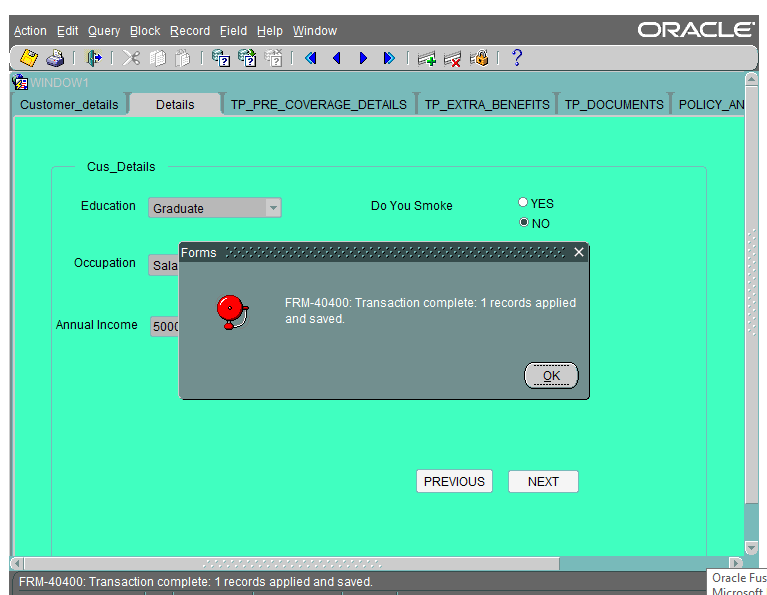 Action Edit Query Block Record Field Help Window ORACLE
WINDOW1
Customer_details Details TP_PRE_COVERAGE_DETAILS TP_EXTRA_BENEFITS TP_DOCUMENTS POLICY_AN
Cus_Details
Education Graduate Do You Smoke YES
NO
Occupation Sala
Annual Income 5000
Forms
FRM-40400: Transaction complete: 1 records applied
and saved.
OK
PREVIOUS NEXT
FRM-40400: Transaction complete: 1 records applied and saved.
Oracle Fus
Microsoft